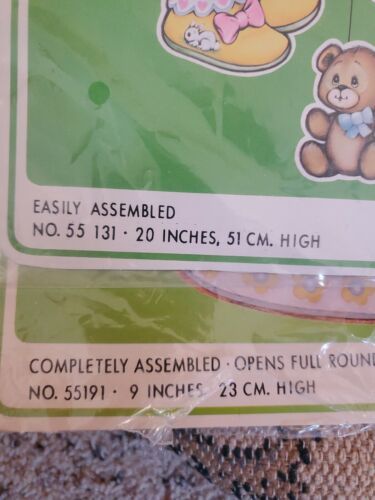 EASILY ASSEMBLED
NO. 55 131 · 20 INCHES, 51 CM. HIGH
COMPLETELY ASSEMBLED · OPENS FULL ROUND
NO. 55191 · 9 INCHES 23 CM. HIGH